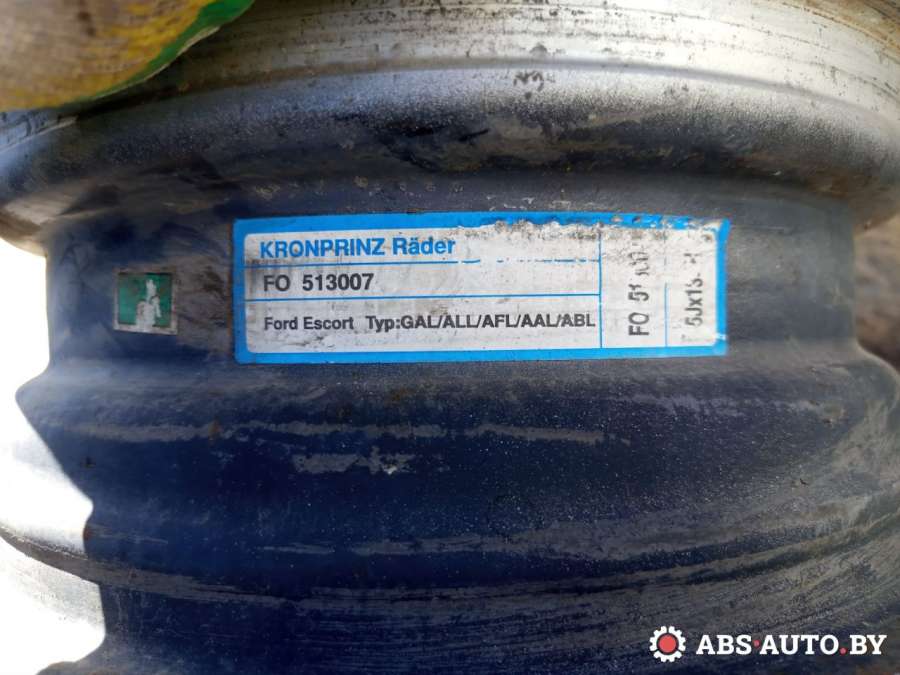 KRONPRINZ Räder
FO 513007
Ford Escort Typ:GAL/ALL/AFL/AAL/ABL
FO
ABS-AUTO.BY